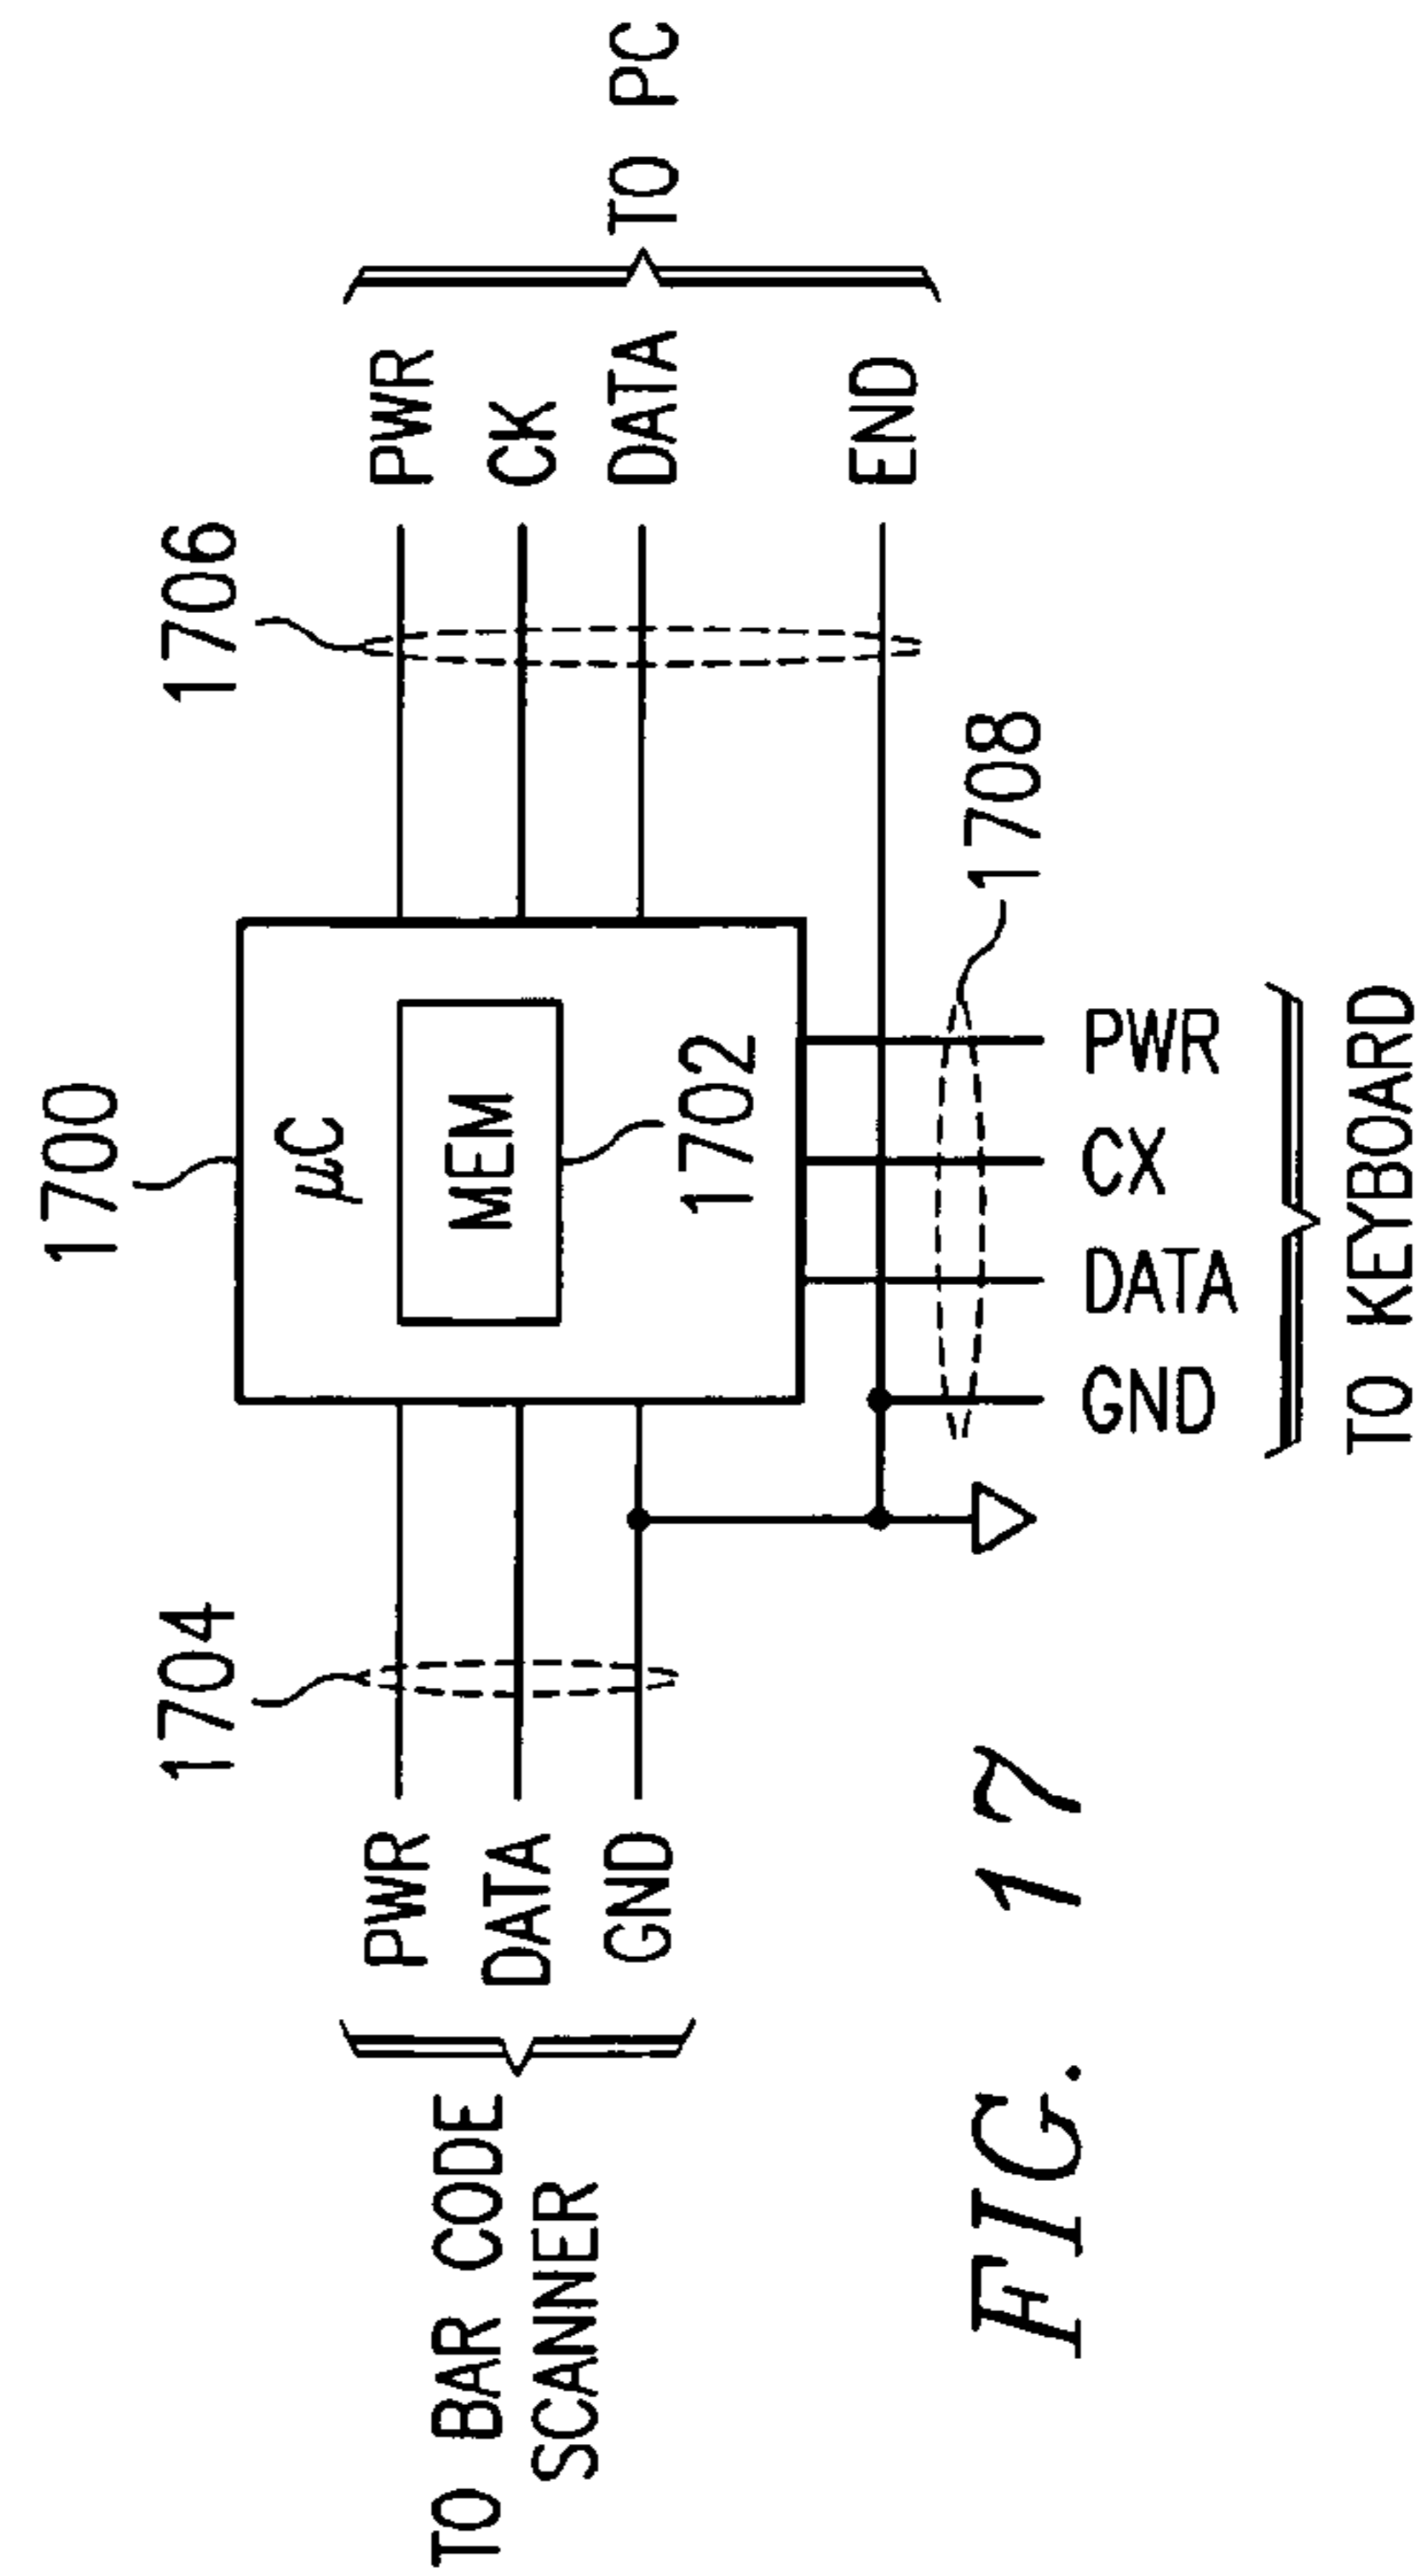 1700
1704
1706
µC
MEM
1702
PWR
DATA
GND
TO BAR CODE
SCANNER
PWR
CK
DATA
END
TO PC
1708
GND
DATA
CX
PWR
TO KEYBOARD
FIG. 17